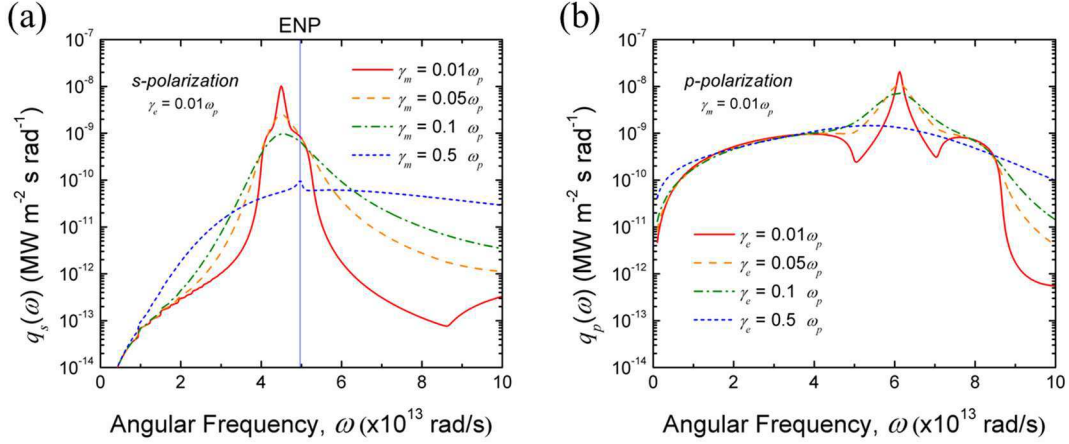 (a)
ENP
10⁻⁷
10⁻⁸
10⁻⁹
10⁻¹⁰
10⁻¹¹
10⁻¹²
10⁻¹³
10⁻¹⁴
qₛ(ω) (MW m⁻² s rad⁻¹)
s-polarization
γₑ = 0.01ωₚ
γₘ = 0.01ωₚ
γₘ = 0.05ωₚ
γₘ = 0.1 ωₚ
γₘ = 0.5 ωₚ
0 2 4 6 8 10
Angular Frequency, ω (x10¹³ rad/s)
(b)
10⁻⁷
10⁻⁸
10⁻⁹
10⁻¹⁰
10⁻¹¹
10⁻¹²
10⁻¹³
10⁻¹⁴
qₚ(ω) (MW m⁻² s rad⁻¹)
p-polarization
γₘ = 0.01ωₚ
γₑ = 0.01ωₚ
γₑ = 0.05ωₚ
γₑ = 0.1 ωₚ
γₑ = 0.5 ωₚ
0 2 4 6 8 10
Angular Frequency, ω (x10¹³ rad/s)